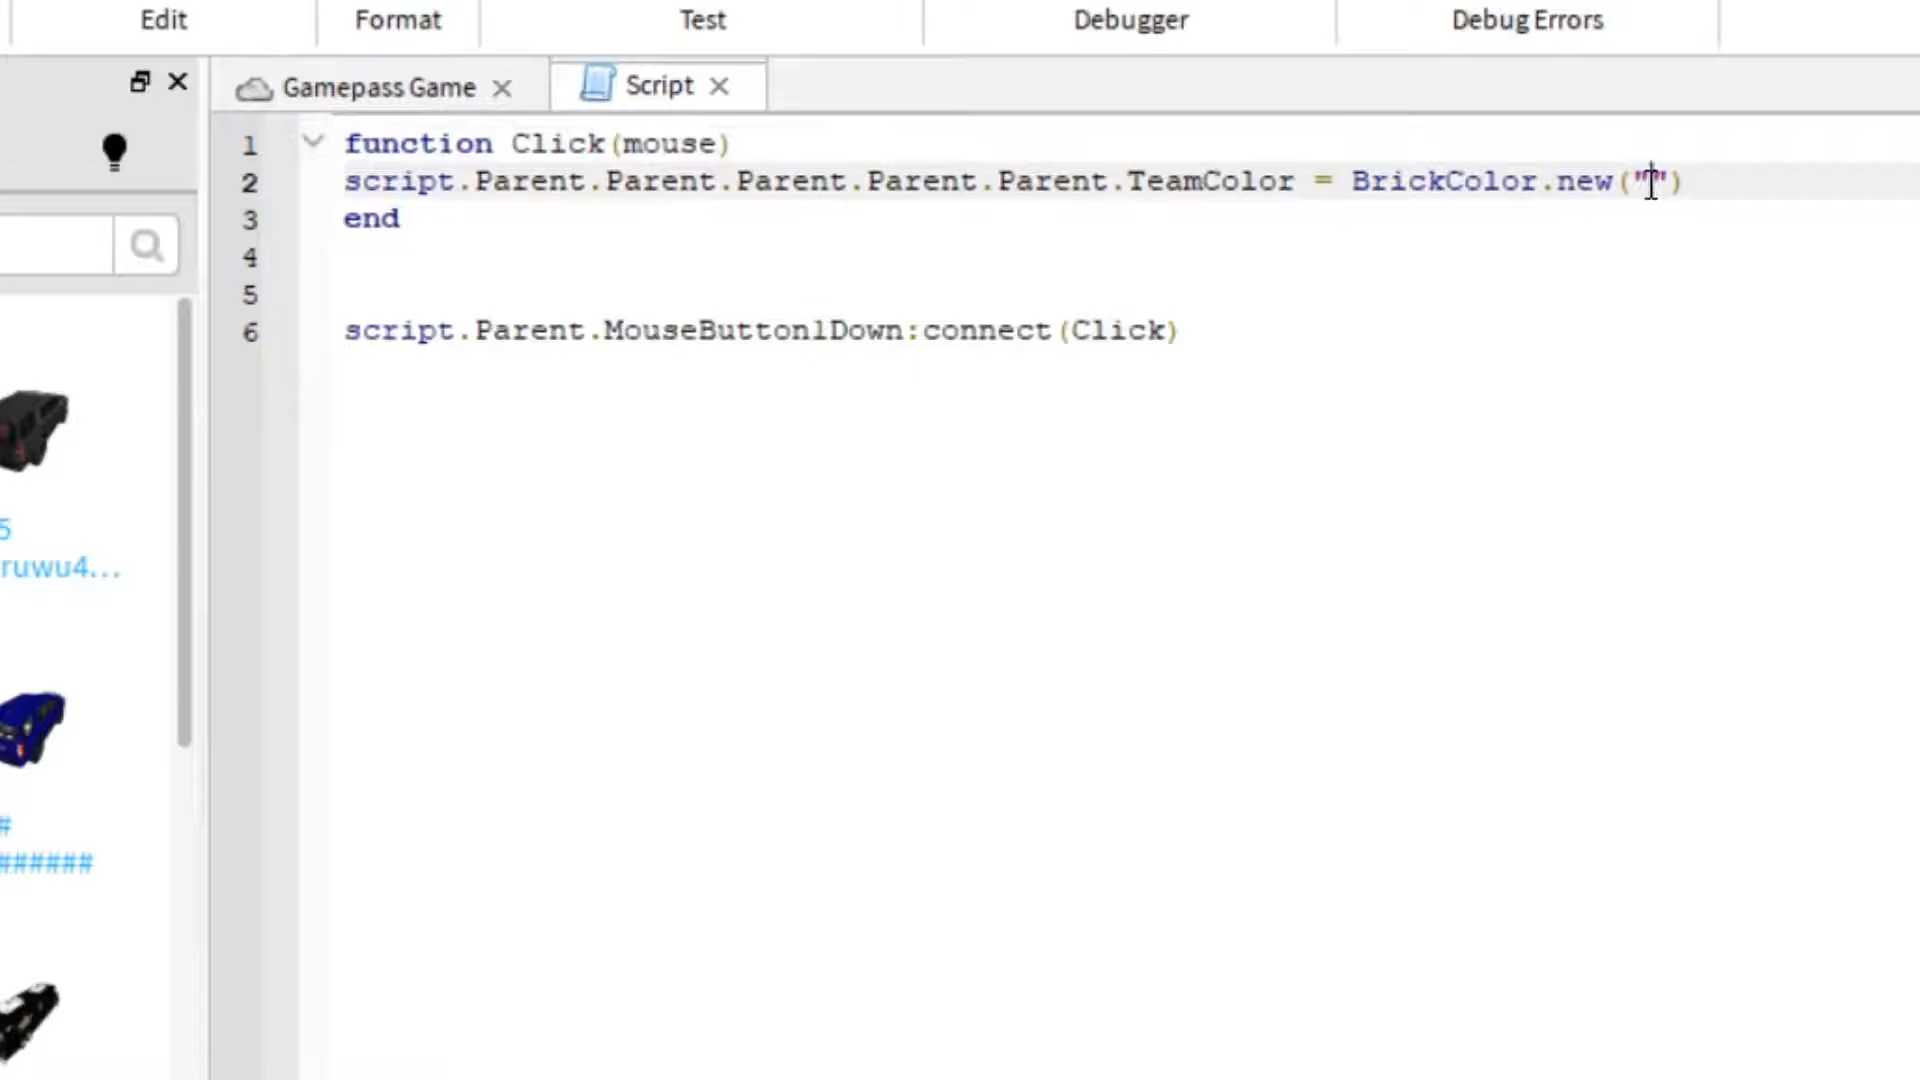 Edit Format Test Debugger Debug Errors
Gamepass Game Script
1 function Click(mouse)
2 script.Parent.Parent.Parent.Parent.Parent.TeamColor = BrickColor.new("")
3 end
4
5
6 script.Parent.MouseButton1Down:connect(Click)
5
ruwu4...
#
######